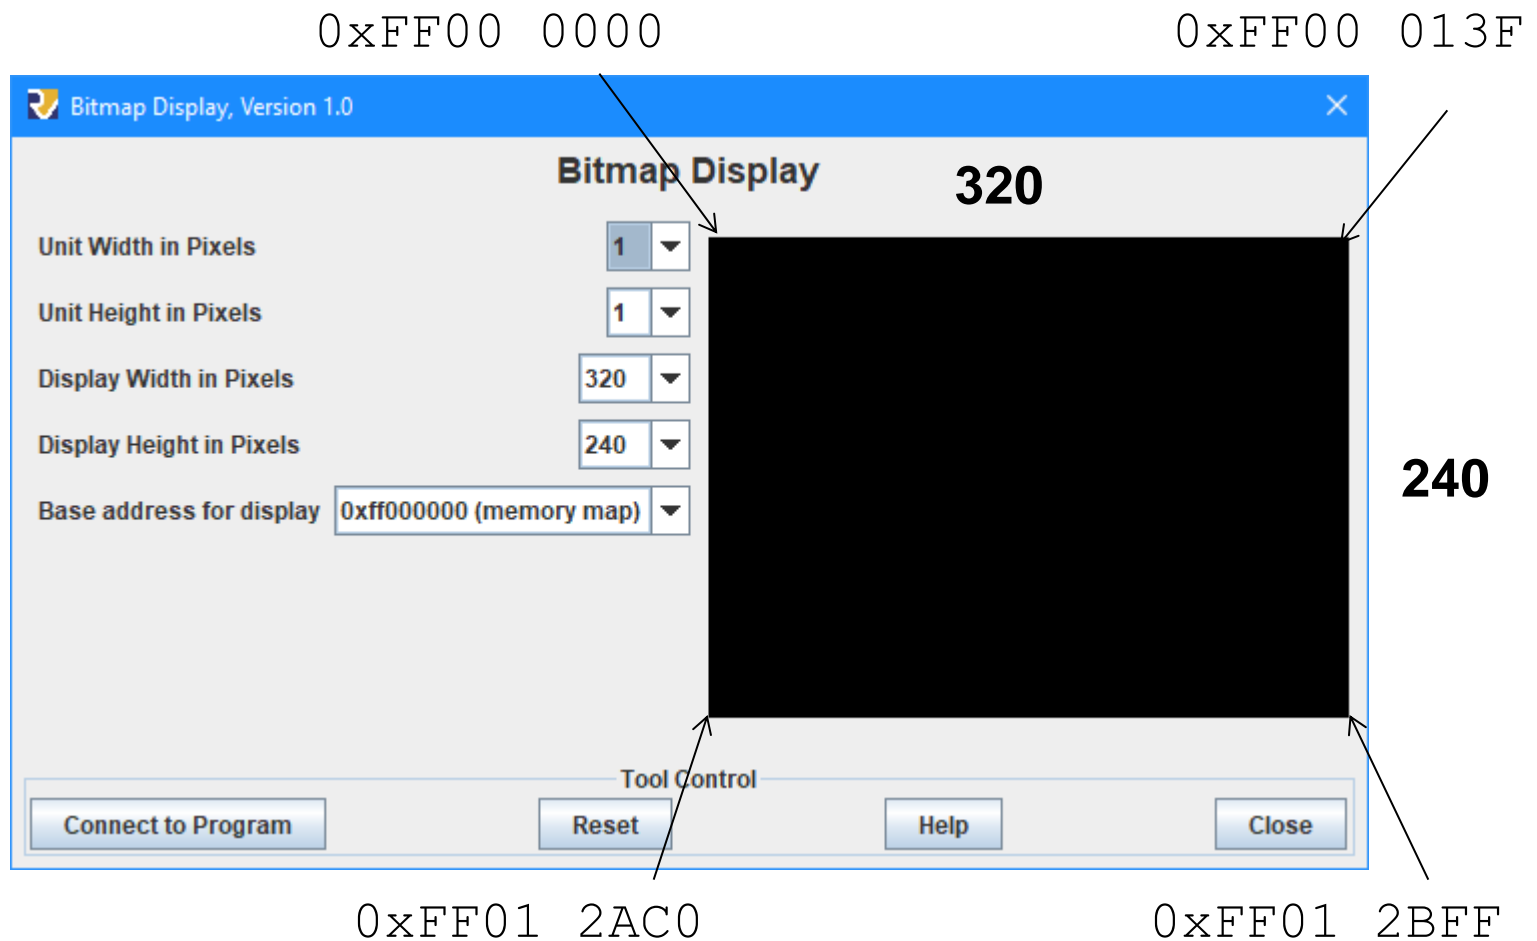 0xFF00 0000
0xFF00 013F
Bitmap Display, Version 1.0
Bitmap Display
320
Unit Width in Pixels 1
Unit Height in Pixels 1
Display Width in Pixels 320
Display Height in Pixels 240
240
Base address for display 0xff000000 (memory map)
Tool Control
Connect to Program
Reset
Help
Close
0xFF01 2AC0
0xFF01 2BFF